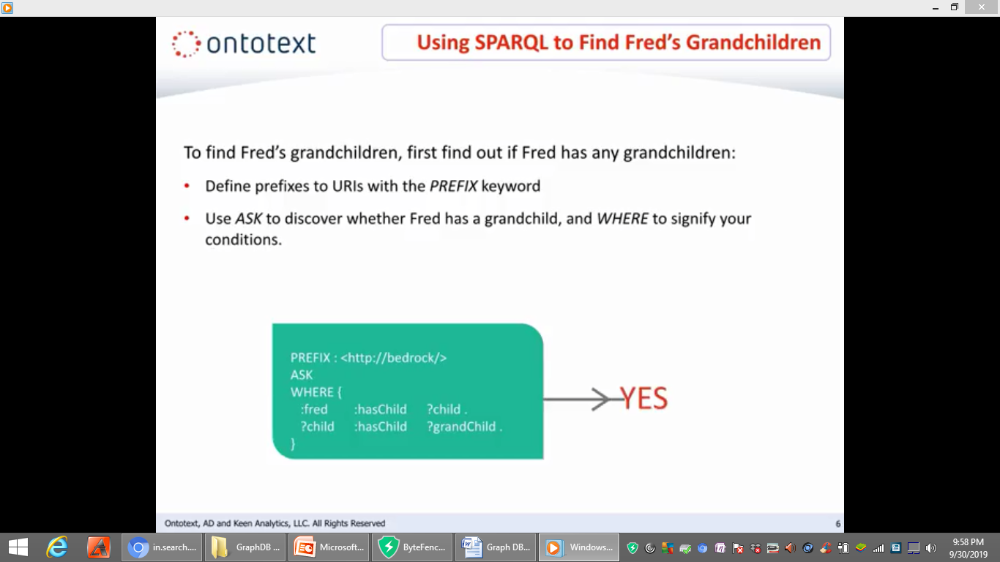 ontotext
Using SPARQL to Find Fred's Grandchildren
To find Fred's grandchildren, first find out if Fred has any grandchildren:
• Define prefixes to URIs with the PREFIX keyword
• Use ASK to discover whether Fred has a grandchild, and WHERE to signify your
conditions.
PREFIX : <http://bedrock/>
ASK
WHERE {
:fred :hasChild ?child .
?child :hasChild ?grandChild .
}
YES
Ontotext, AD and Keen Analytics, LLC. All Rights Reserved
6
in.search....
GraphDB ...
Microsoft...
ByteFenc...
Graph DB...
Windows...
9:58 PM
9/30/2019